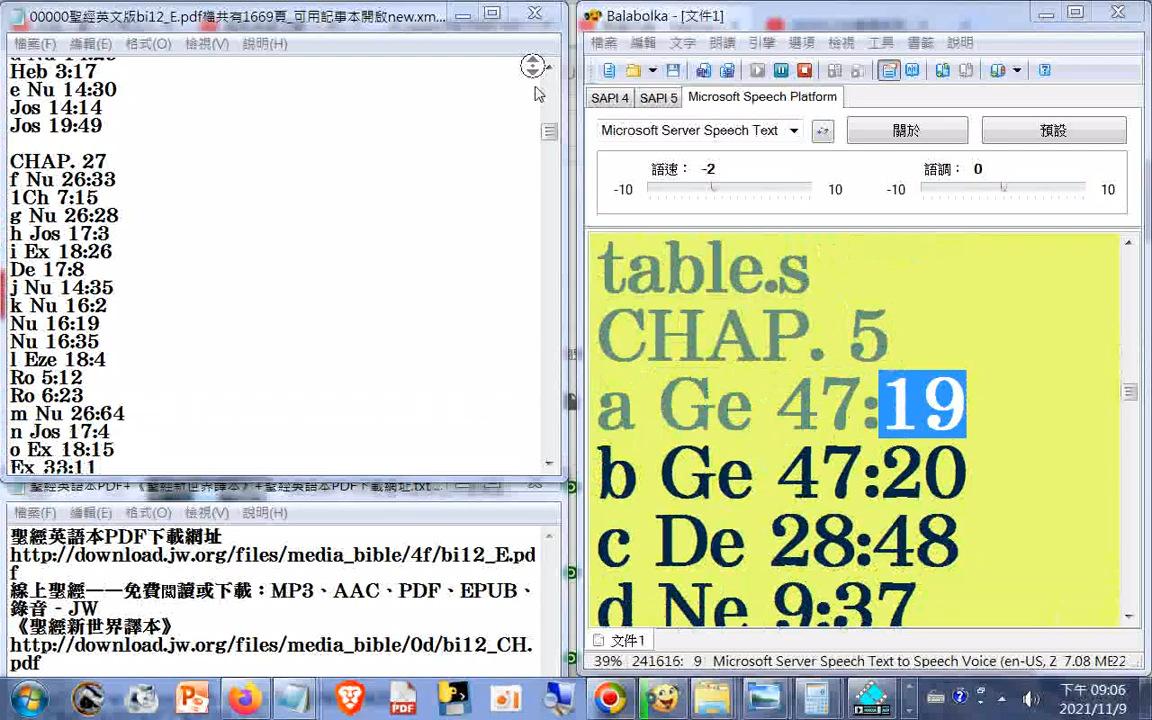 00000聖經英文版bi12_E.pdf檔共有1669頁_可用記事本開啟new.xm...
檔案(F) 編輯(E) 格式(O) 檢視(V) 說明(H)
Heb 3:17
e Nu 14:30
Jos 14:14
Jos 19:49
CHAP. 27
f Nu 26:33
1Ch 7:15
g Nu 26:28
h Jos 17:3
i Ex 18:26
De 17:8
j Nu 14:35
k Nu 16:2
Nu 16:19
Nu 16:35
l Eze 18:4
Ro 5:12
Ro 6:23
m Nu 26:64
n Jos 17:4
o Ex 18:15
Ex 33:11
聖經英語本PDF+《聖經新世界譯本》+聖經英語本PDF下載網址.txt ...
檔案(F) 編輯(E) 格式(O) 檢視(V) 說明(H)
聖經英語本PDF下載網址
http://download.jw.org/files/media_bible/4f/bi12_E.pd
f
線上聖經——免費閱讀或下載：MP3、AAC、PDF、EPUB、
錄音 - JW
《聖經新世界譯本》
http://download.jw.org/files/media_bible/0d/bi12_CH.
pdf
Balabolka - [文件1]
檔案 編輯 文字 朗讀 引擎 選項 檢視 工具 書籤 說明
SAPI 4 SAPI 5 Microsoft Speech Platform
Microsoft Server Speech Text 關於 預設
語速： -2 語調： 0
-10 10 -10 10
table.s
CHAP. 5
a Ge 47:19
b Ge 47:20
c De 28:48
d Ne 9:37
文件1
39% 241616: 9 Microsoft Server Speech Text to Speech Voice (en-US, Z 7.08 ME22
PDF
下午 09:06
2021/11/9